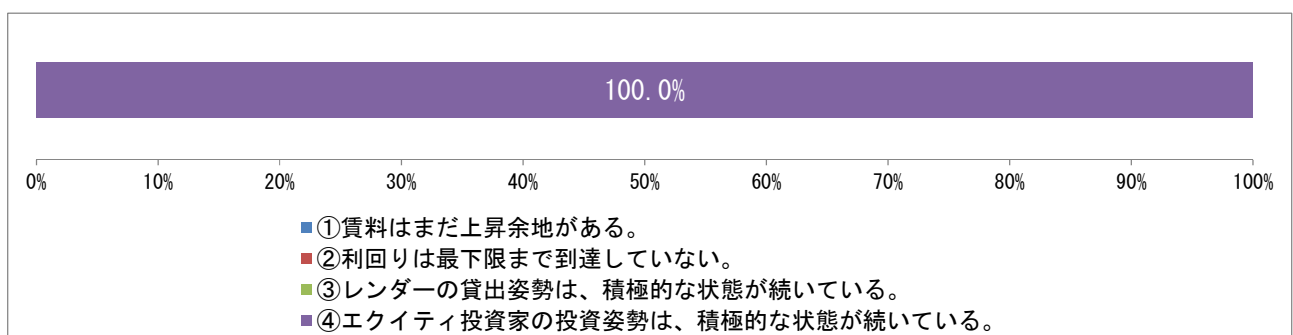 100.0%
0% 10% 20% 30% 40% 50% 60% 70% 80% 90% 100%
①賃料はまだ上昇余地がある。
②利回りは最下限まで到達していない。
③レンダーの貸出姿勢は、積極的な状態が続いている。
④エクイティ投資家の投資姿勢は、積極的な状態が続いている。